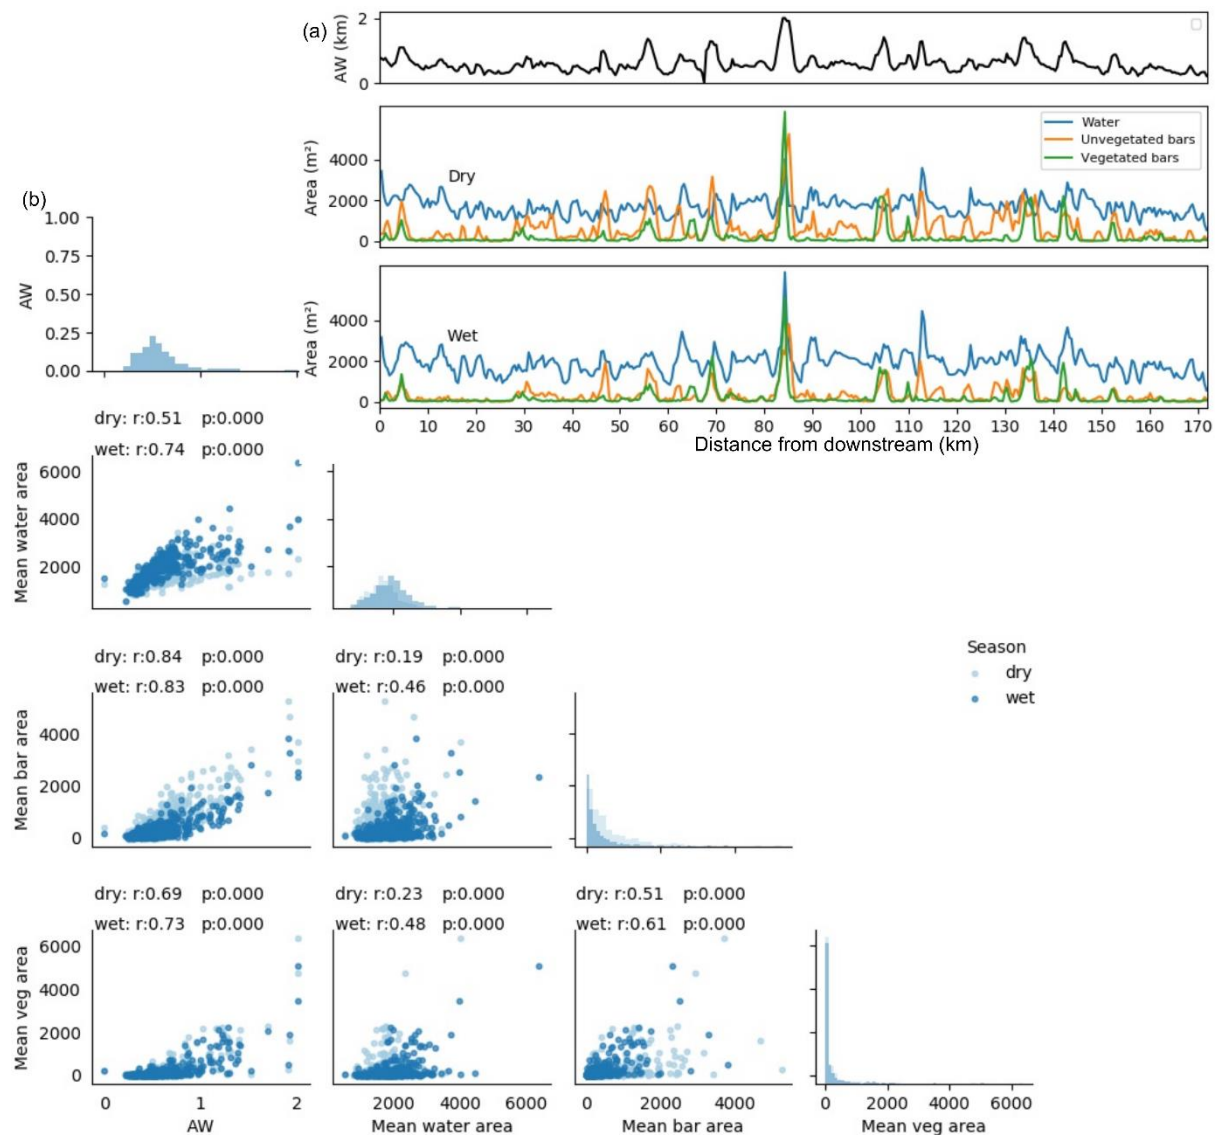 (a)
AW (km)
2
0
Area (m²)
4000
2000
0
Dry
Water
Unvegetated bars
Vegetated bars
Area (m²)
4000
2000
0
Wet
0 10 20 30 40 50 60 70 80 90 100 110 120 130 140 150 160 170
Distance from downstream (km)
(b)
AW
1.00
0.75
0.50
0.25
0.00
dry: r:0.51 p:0.000
wet: r:0.74 p:0.000
Mean water area
6000
4000
2000
dry: r:0.84 p:0.000
wet: r:0.83 p:0.000
dry: r:0.19 p:0.000
wet: r:0.46 p:0.000
Mean bar area
4000
2000
0
Season
dry
wet
dry: r:0.69 p:0.000
wet: r:0.73 p:0.000
dry: r:0.23 p:0.000
wet: r:0.48 p:0.000
dry: r:0.51 p:0.000
wet: r:0.61 p:0.000
Mean veg area
6000
4000
2000
0
0 1 2
AW
2000 4000 6000
Mean water area
0 2000 4000
Mean bar area
0 2000 4000 6000
Mean veg area